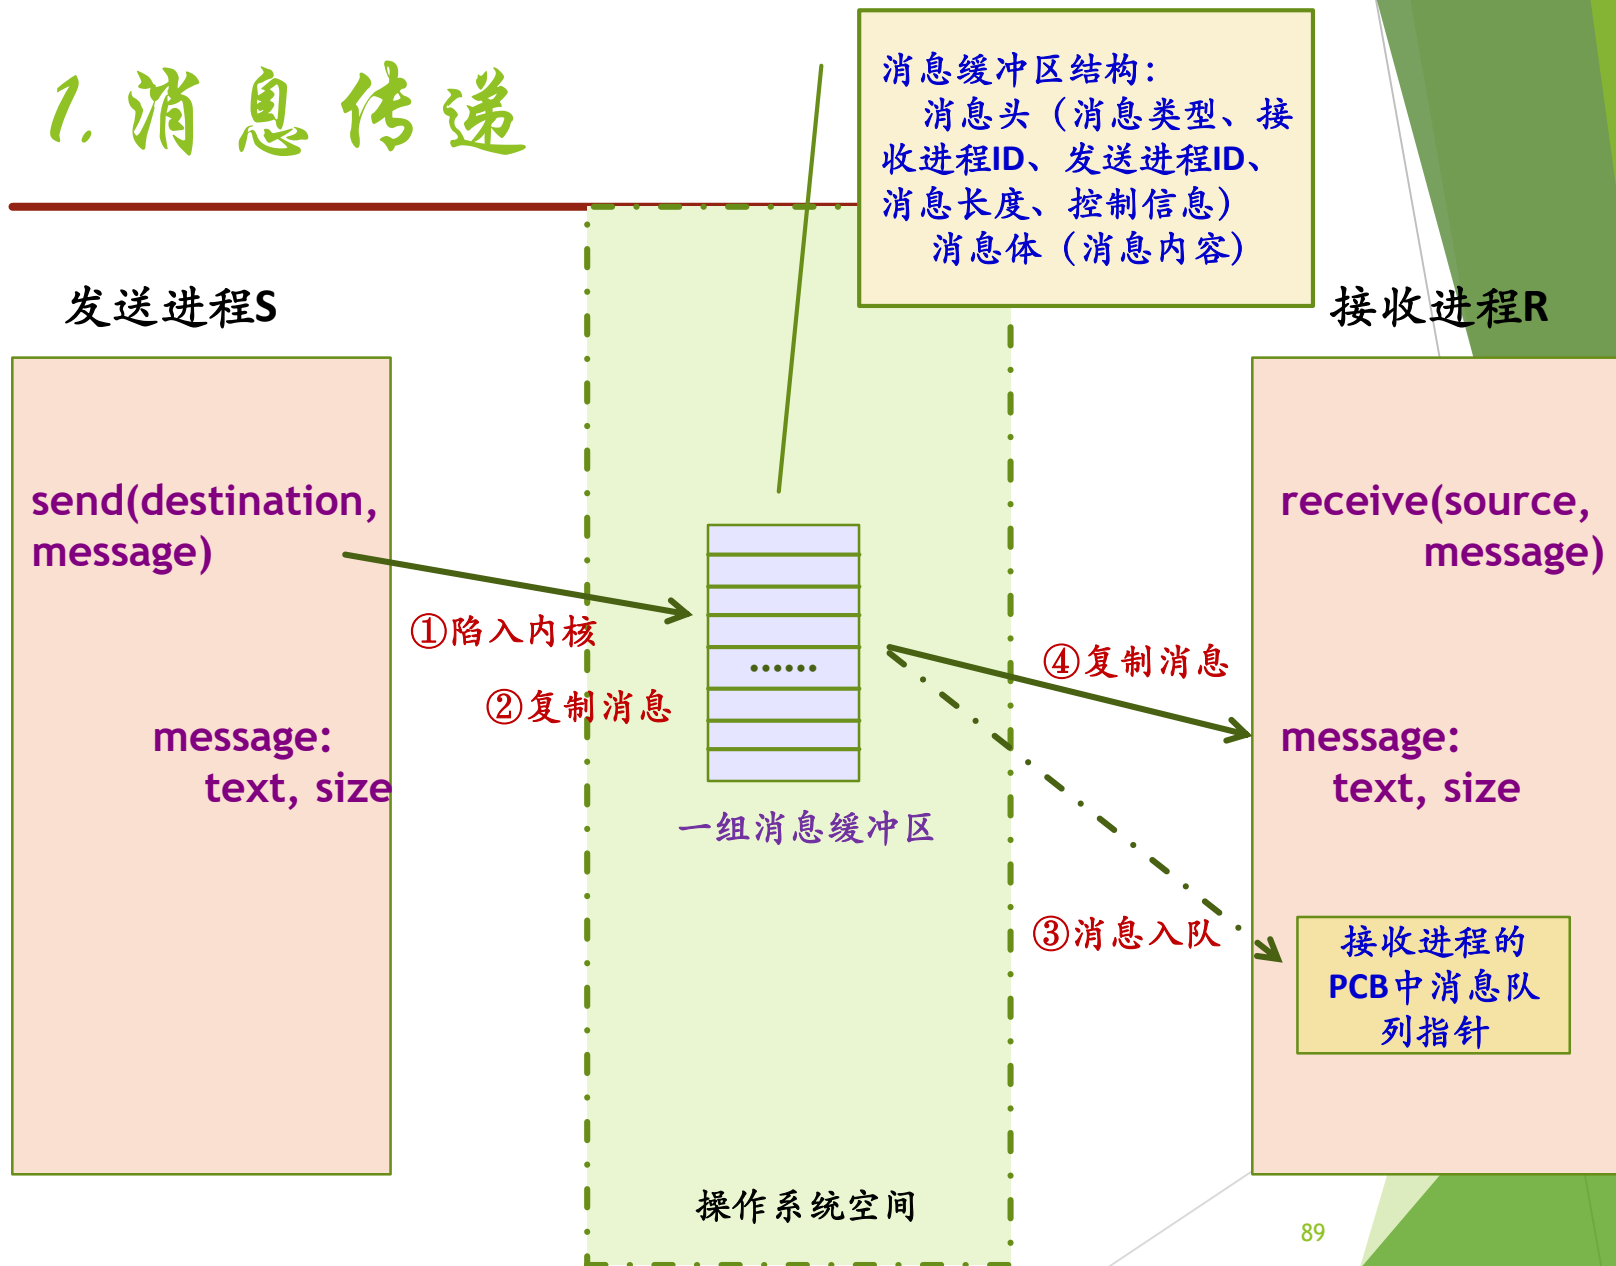 1.消息传递
消息缓冲区结构：
消息头（消息类型、接
收进程ID、发送进程ID、
消息长度、控制信息）
消息体（消息内容）
发送进程S
接收进程R
send(destination,
message)
receive(source,
message)
①陷入内核
②复制消息
......
④复制消息
message:
text, size
message:
text, size
一组消息缓冲区
③消息入队
接收进程的
PCB中消息队
列指针
操作系统空间
89